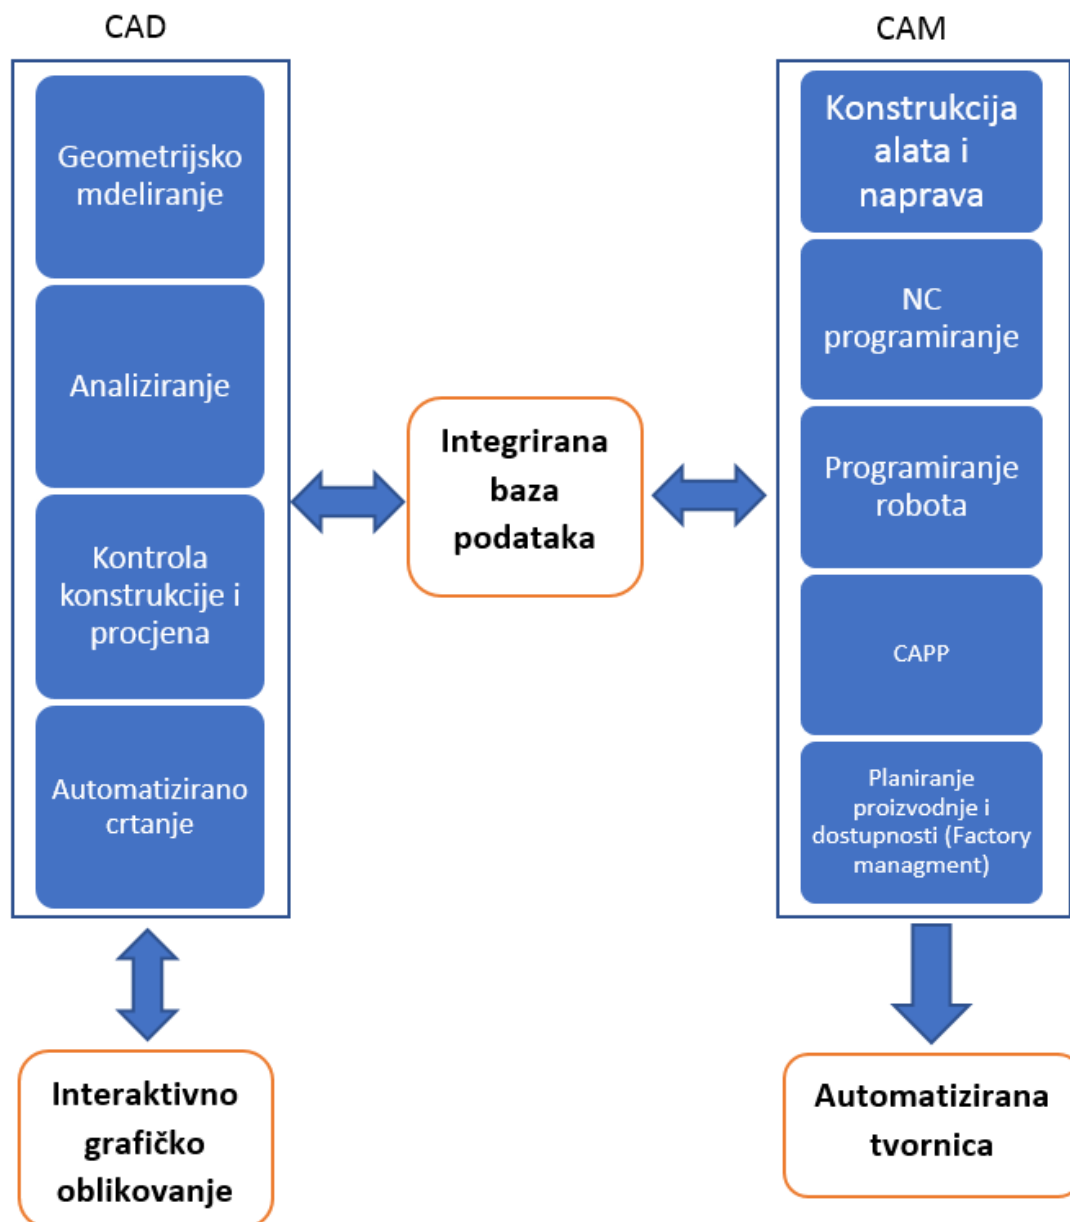 CAD
Geometrijsko
mdeliranje
Analiziranje
Kontrola
konstrukcije i
procjena
Automatizirano
crtanje
Interaktivno
grafičko
oblikovanje
Integrirana
baza
podataka
CAM
Konstrukcija
alata i
naprava
NC
programiranje
Programiranje
robota
CAPP
Planiranje
proizvodnje i
dostupnosti (Factory
managment)
Automatizirana
tvornica